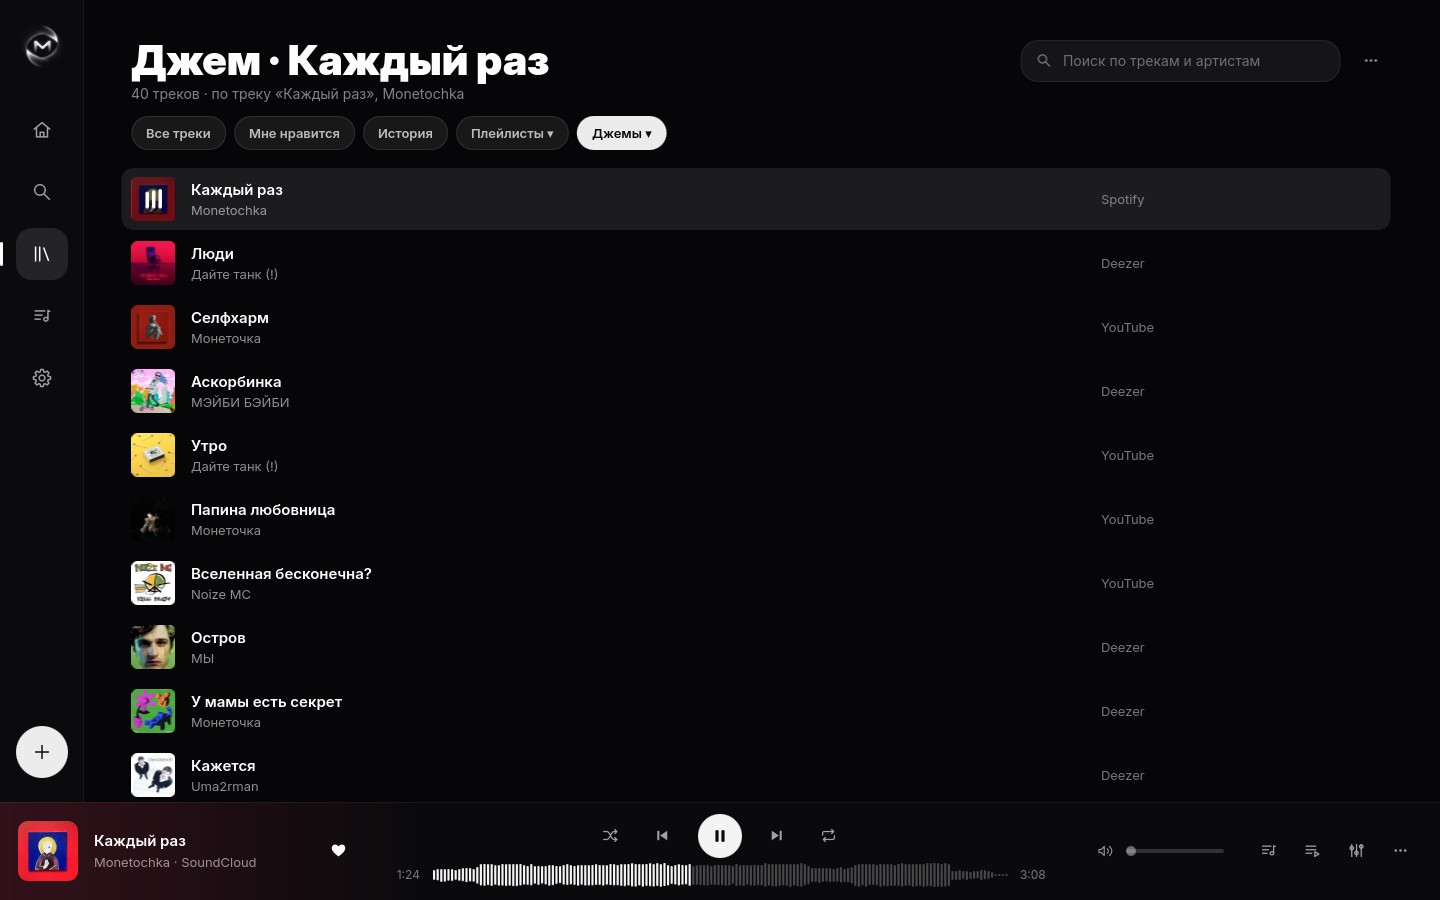 Джем · Каждый раз
40 треков · по треку «Каждый раз», Monetochka
Поиск по трекам и артистам
Все треки
Мне нравится
История
Плейлисты ▾
Джемы ▾
Каждый раз
Monetochka
Spotify
Люди
Дайте танк (!)
Deezer
Селфхарм
Монеточка
YouTube
Аскорбинка
МЭЙБИ БЭЙБИ
Deezer
Утро
Дайте танк (!)
YouTube
Папина любовница
Монеточка
YouTube
Вселенная бесконечна?
Noize MC
YouTube
Остров
МЫ
Deezer
У мамы есть секрет
Монеточка
Deezer
Кажется
Uma2rman
Deezer
Каждый раз
Monetochka · SoundCloud
1:24
3:08